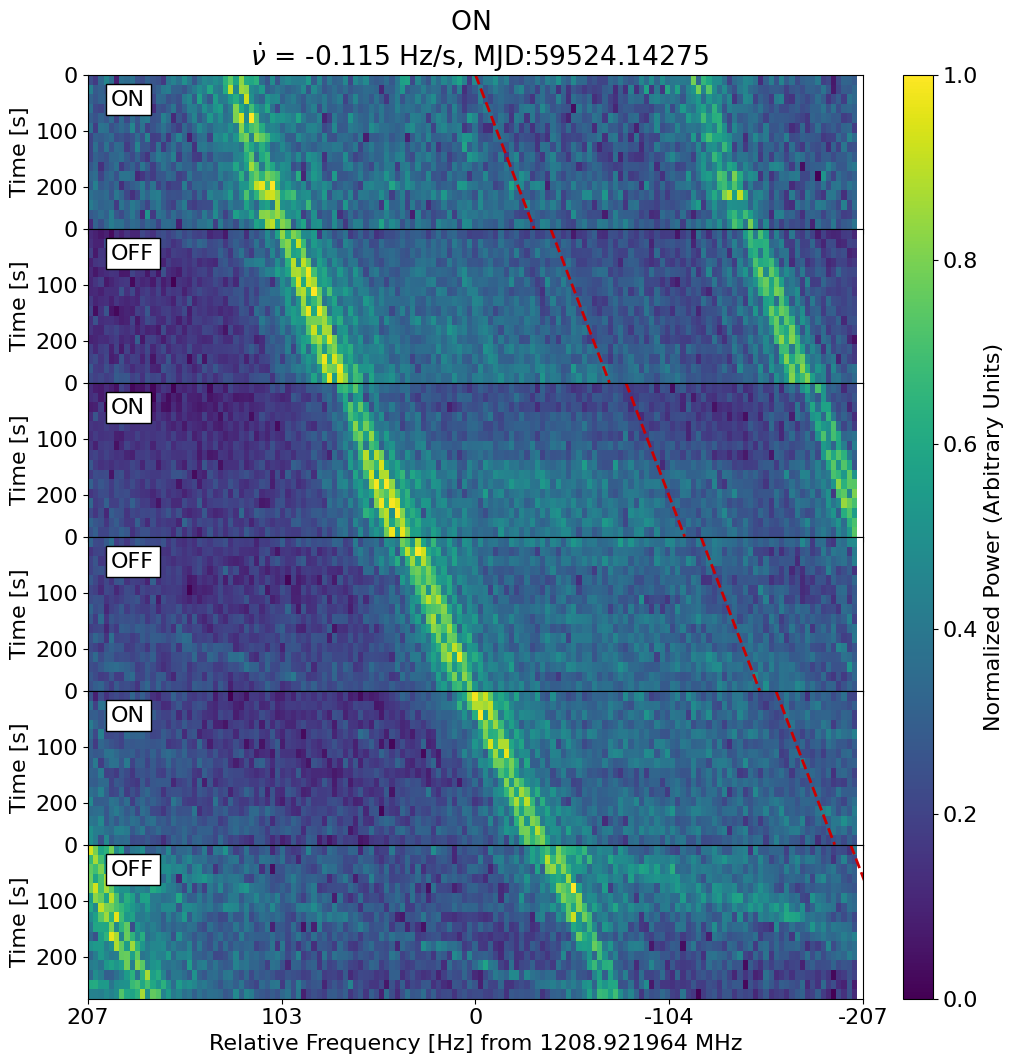 ON
ν̇ = -0.115 Hz/s, MJD:59524.14275
0
100
200
Time [s]
ON
0
100
200
Time [s]
OFF
0
100
200
Time [s]
ON
0
100
200
Time [s]
OFF
0
100
200
Time [s]
ON
0
100
200
Time [s]
OFF
207
103
0
-104
-207
Relative Frequency [Hz] from 1208.921964 MHz
1.0
0.8
0.6
0.4
0.2
0.0
Normalized Power (Arbitrary Units)